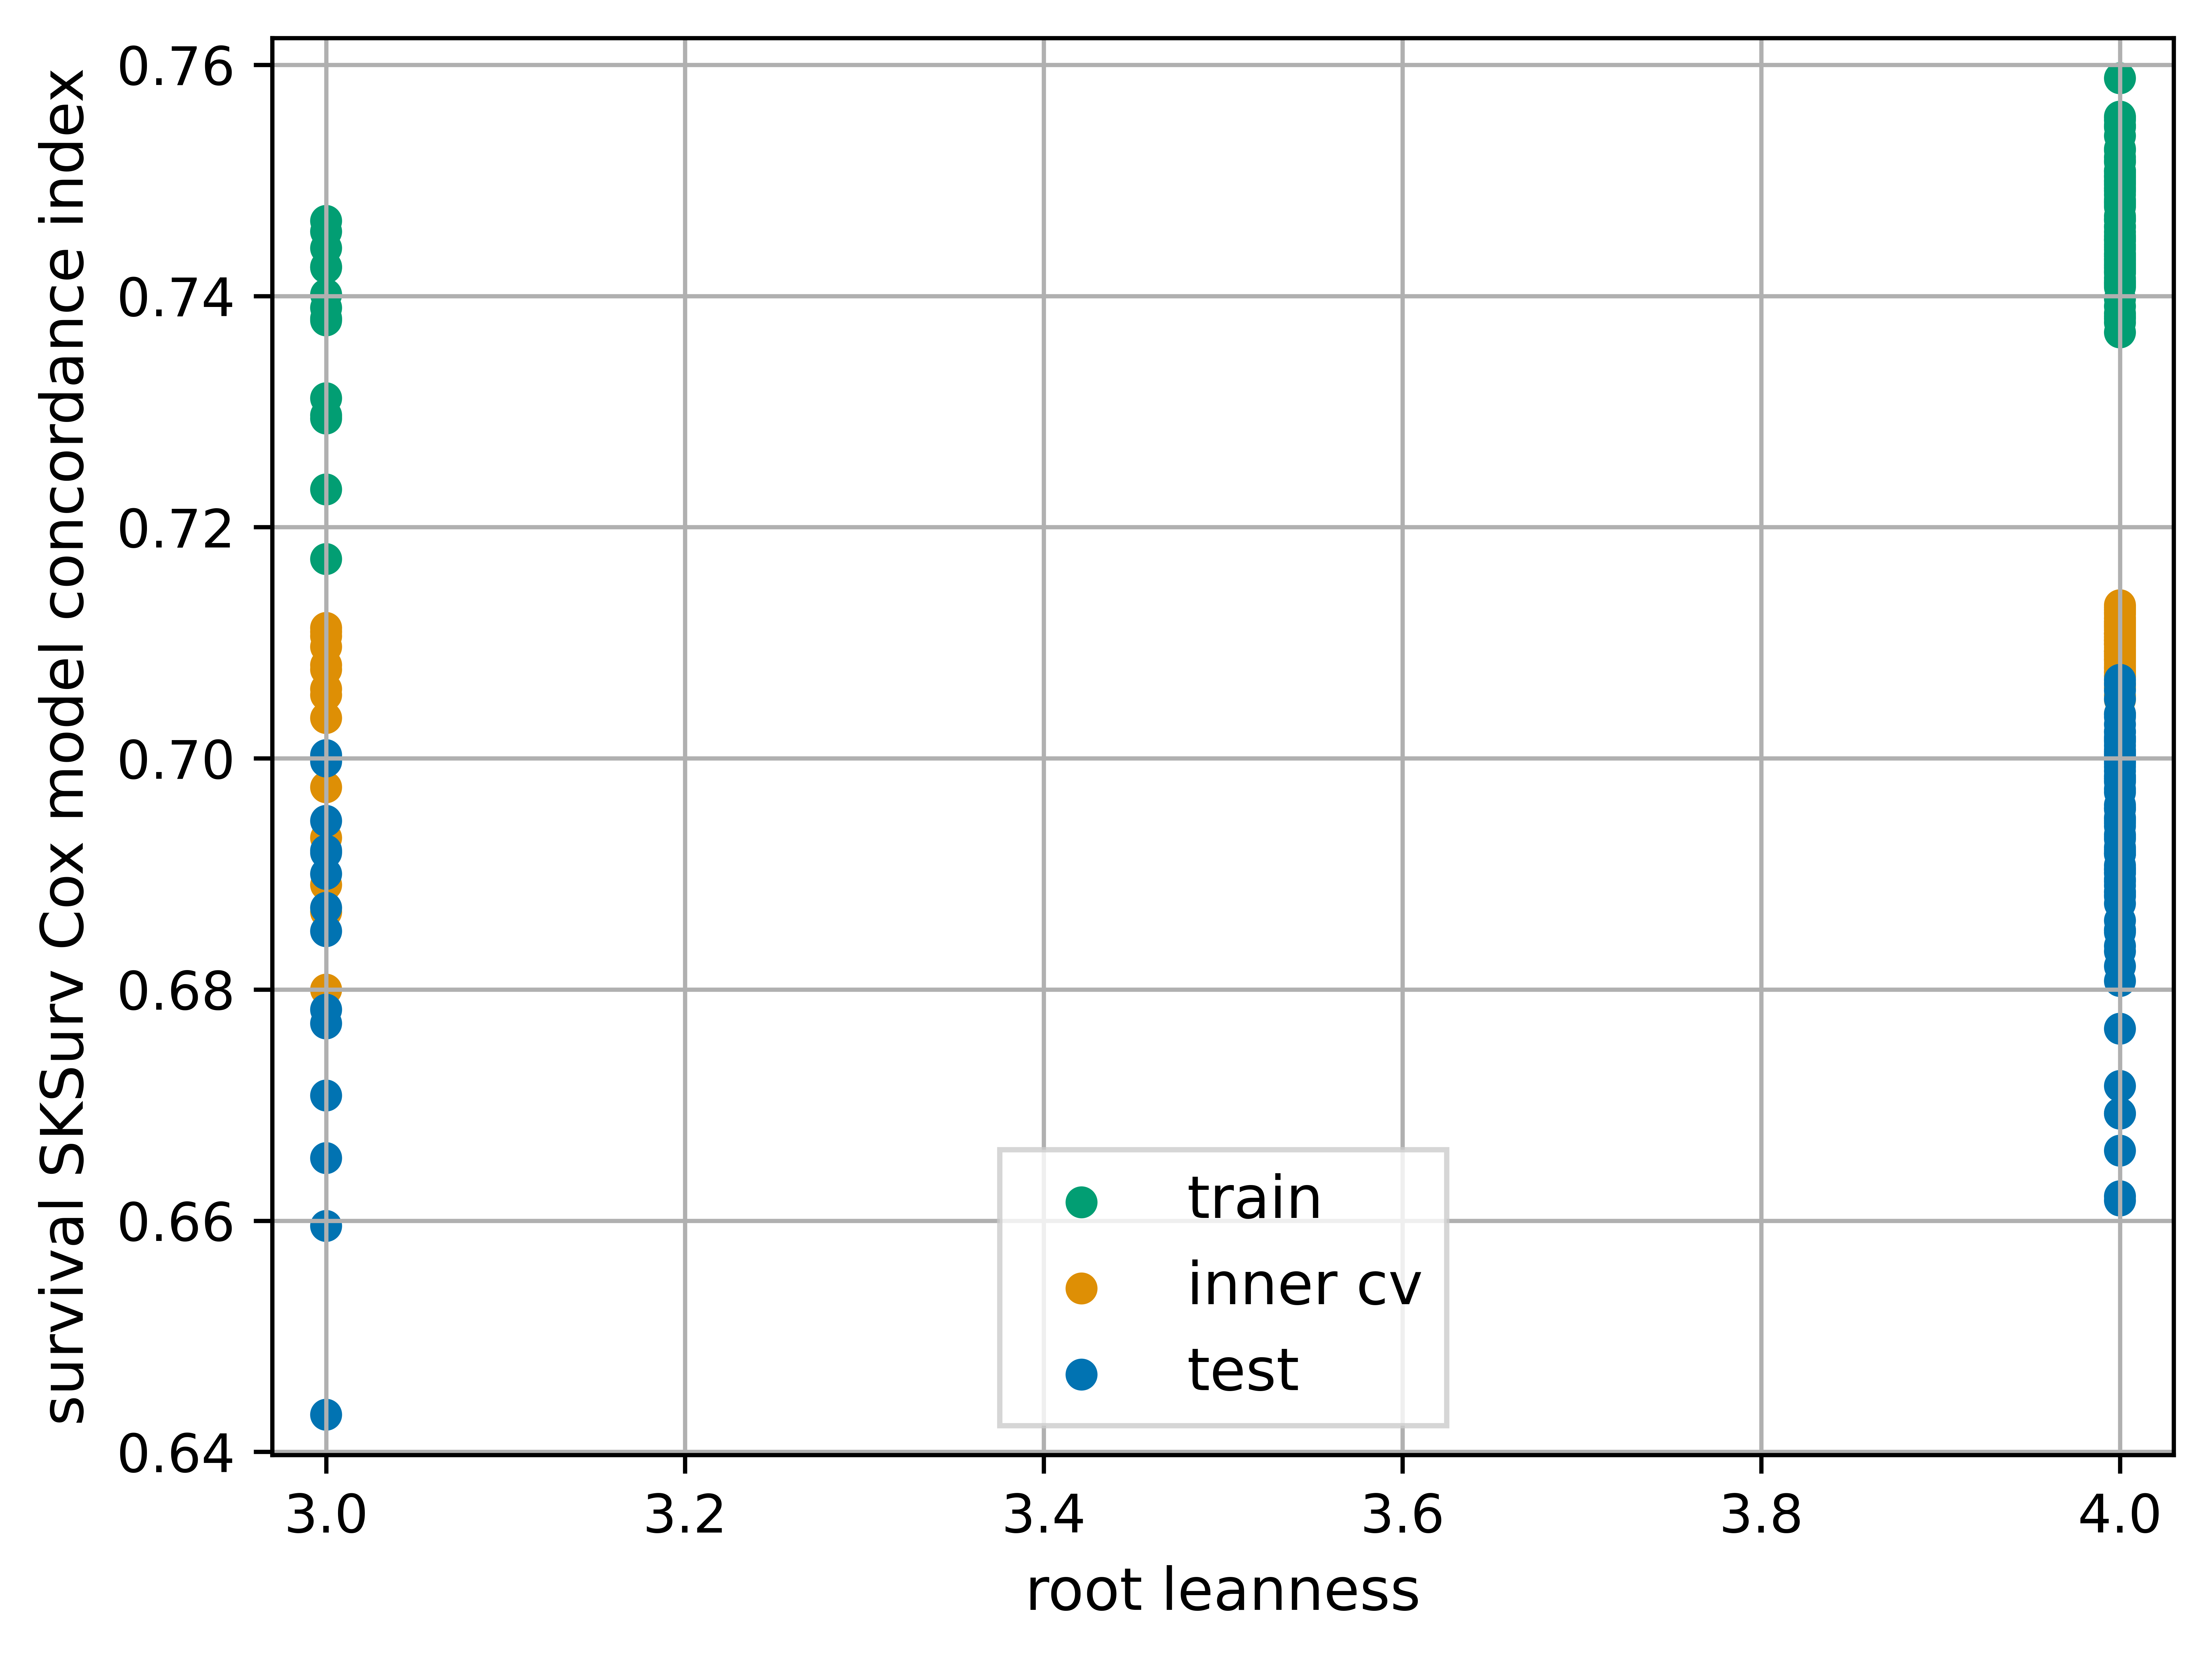 survival SKSurv Cox model concordance index
0.76
0.74
0.72
0.70
0.68
0.66
0.64
train
inner cv
test
3.0 3.2 3.4 3.6 3.8 4.0
root leanness